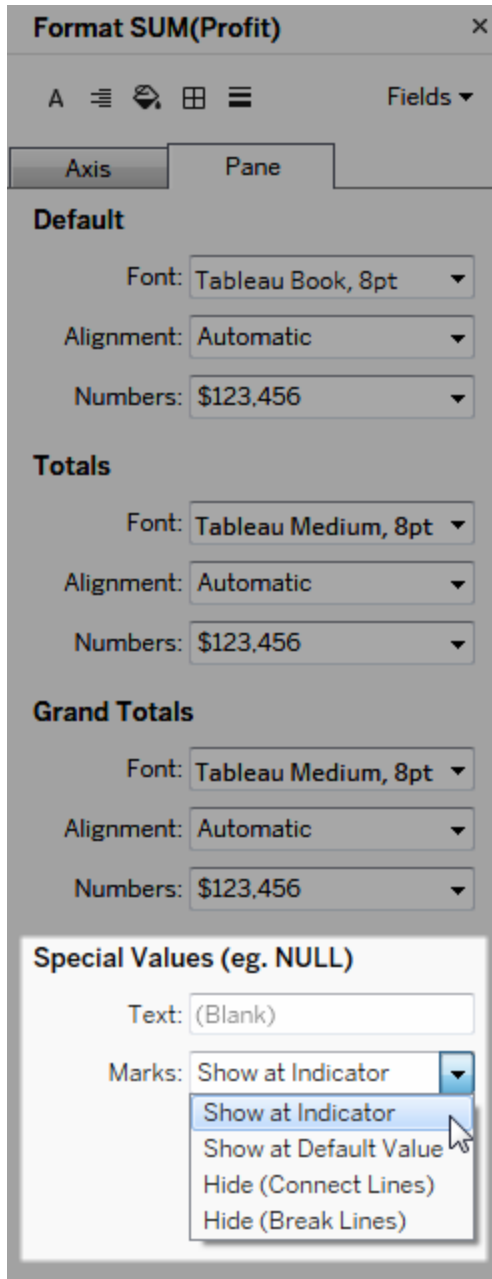 Format SUM(Profit) ×
A Fields
Axis Pane
Default
Font: Tableau Book, 8pt
Alignment: Automatic
Numbers: $123,456
Totals
Font: Tableau Medium, 8pt
Alignment: Automatic
Numbers: $123,456
Grand Totals
Font: Tableau Medium, 8pt
Alignment: Automatic
Numbers: $123,456
Special Values (eg. NULL)
Text: (Blank)
Marks: Show at Indicator
Show at Indicator
Show at Default Value
Hide (Connect Lines)
Hide (Break Lines)